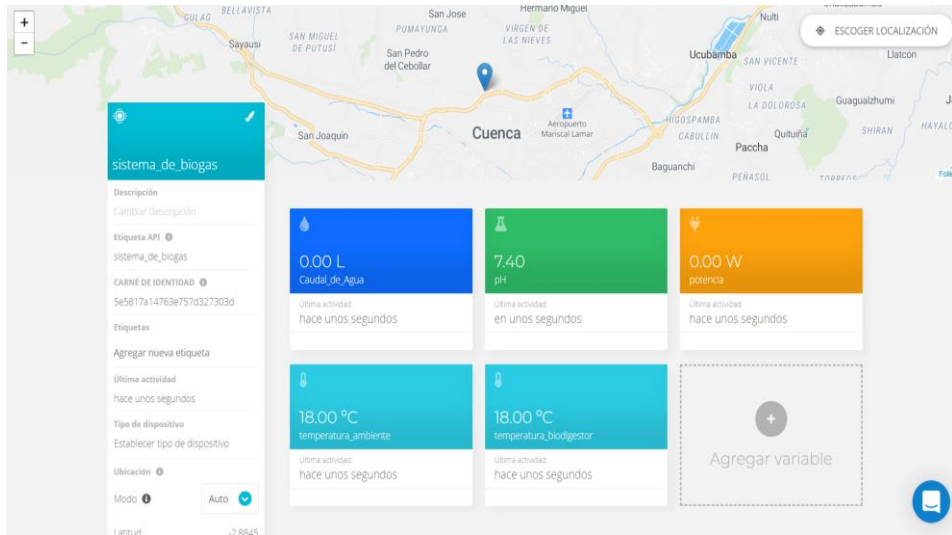 GULAG
BELLAVISTA
San Jose
Hermano Miguel
Nulti
+
-
Sayausi
SAN MIGUEL
DE PUTUSÍ
PUMAYUNGA
VIRGEN DE
LAS NIEVES
San Pedro
del Cebollar
Ucubamba
SAN VICENTE
ESCOGER LOCALIZACIÓN
Llatcón
VIOLA
LA DOLOROSA
Guagualzhumi
San Joaquin
Cuenca
Aeropuerto
Mariscal Lamar
HIGOSPAMBA
CABULLIN
Quituiña
SHIRAN
Paccha
Baguanchi
PEÑASOL
sistema_de_biogas
Descripción
Cambiar Descripción
Etiqueta API
sistema_de_biogas
CARNÉ DE IDENTIDAD
5e5817a14763e757d327303d
Etiquetas
Agregar nueva etiqueta
Última actividad
hace unos segundos
Tipo de dispositivo
Establecer tipo de dispositivo
Ubicación
Modo
Auto
Latitud
-2.8845
0.00 L
Caudal_de_Agua
Última actividad:
hace unos segundos
7.40
pH
Última actividad:
en unos segundos
0.00 W
potencia
Última actividad:
hace unos segundos
18.00 °C
temperatura_ambiente
Última actividad:
hace unos segundos
18.00 °C
temperatura_biodigestor
Última actividad:
hace unos segundos
+
Agregar variable